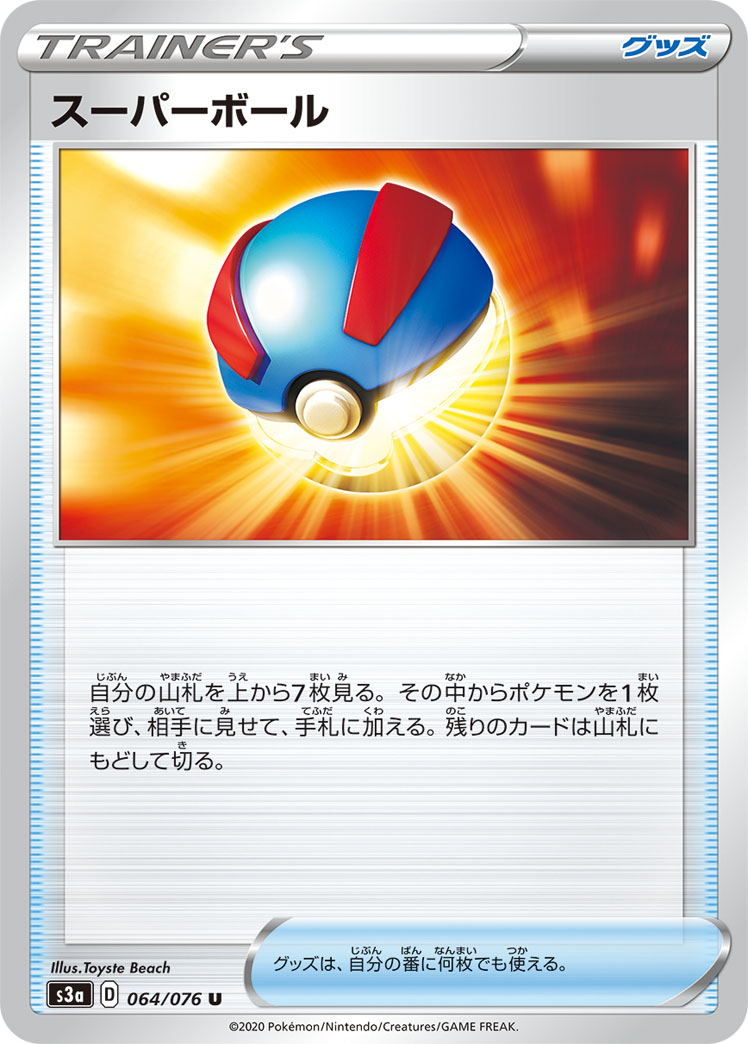 TRAINER'S グッズ
スーパーボール
自分の山札を上から7枚見る。その中からポケモンを1枚
選び、相手に見せて、手札に加える。残りのカードは山札に
もどして切る。
Illus.Toyste Beach
グッズは、自分の番に何枚でも使える。
s3a D 064/076 U
©2020 Pokémon/Nintendo/Creatures/GAME FREAK.